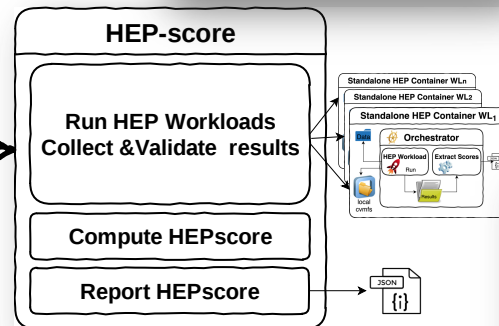 HEP-score
Run HEP Workloads
Collect &Validate results
Compute HEPscore
Report HEPscore
Standalone HEP Container WLn
Standalone HEP Container WL2
Standalone HEP Container WL1
Data
Orchestrator
HEP Workload
Run
Extract Scores
Results
local
cvmfs
JSON
{i}